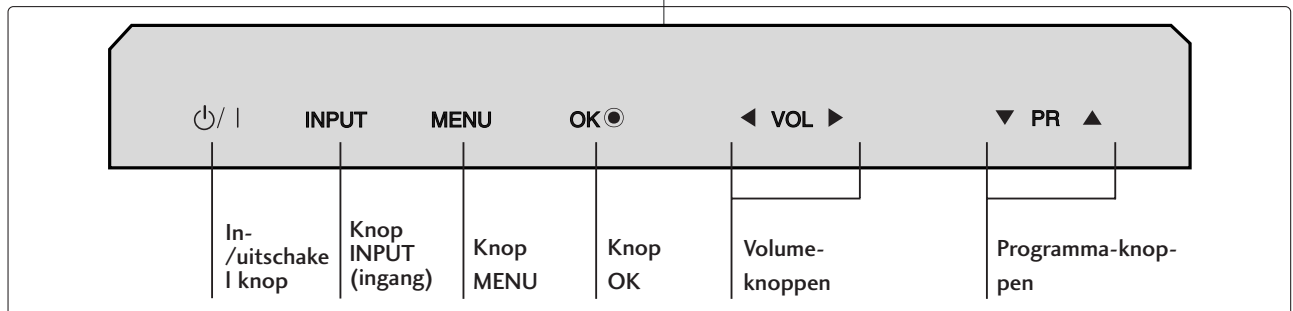 ⏻/ I INPUT MENU OK◉ ◀ VOL ▶ ▼ PR ▲
In-
/uitschake
l knop
Knop
INPUT
(ingang)
Knop
MENU
Knop
OK
Volume-
knoppen
Programma-knop-
pen